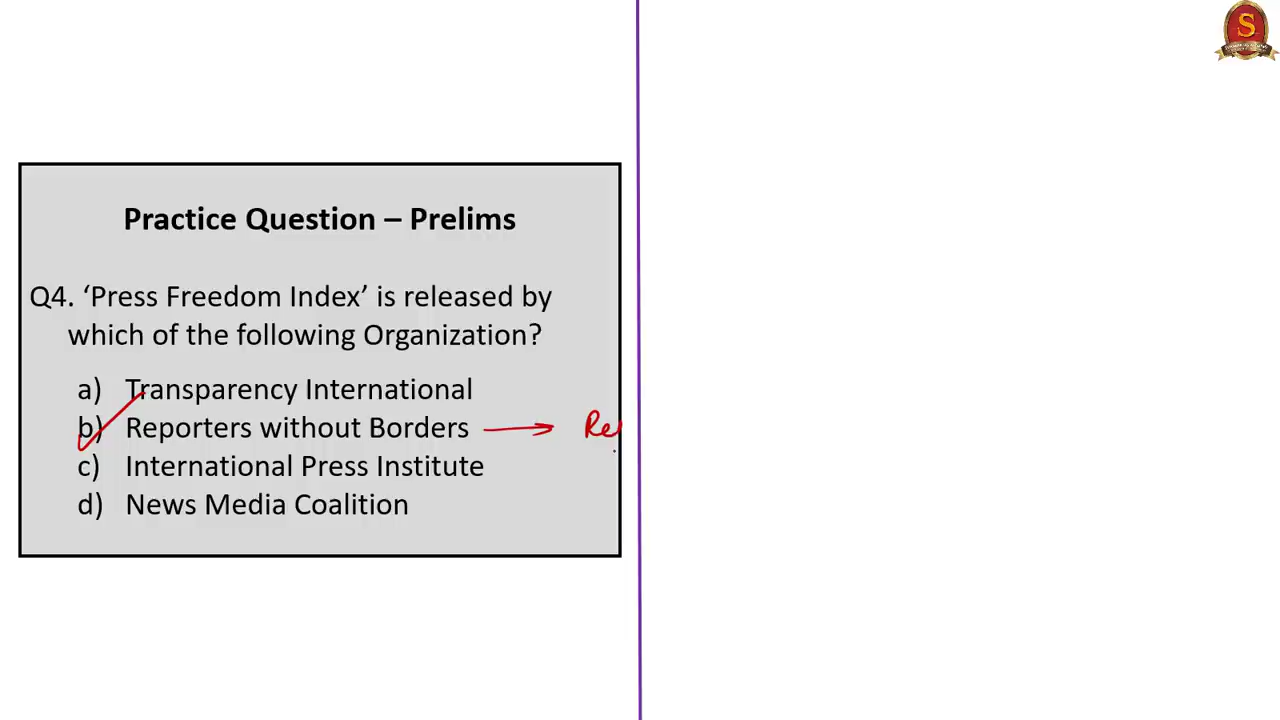 S
Practice Question – Prelims
Q4. ‘Press Freedom Index’ is released by
which of the following Organization?
a) Transparency International
b) Reporters without Borders → Re
c) International Press Institute
d) News Media Coalition